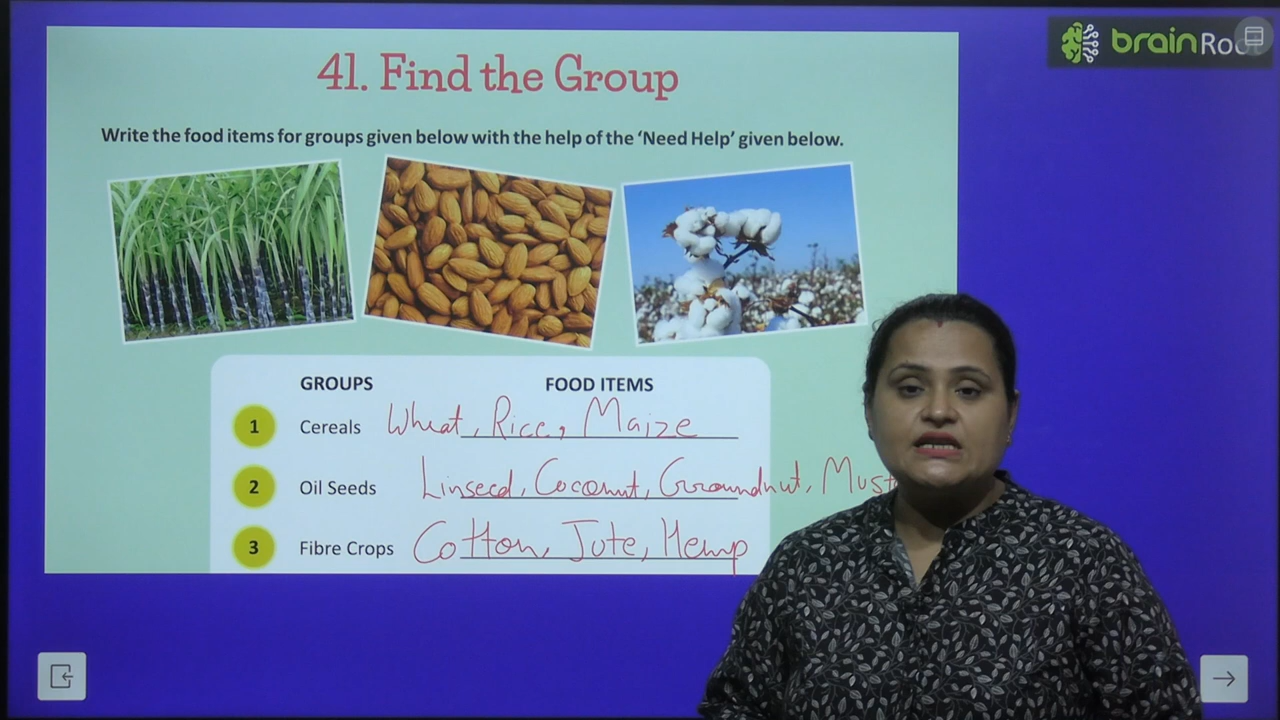 brainRoot
41. Find the Group
Write the food items for groups given below with the help of the ‘Need Help’ given below.
GROUPS FOOD ITEMS
1 Cereals Wheat, Rice, Maize
2 Oil Seeds Linseed, Coconut, Groundnut, Must
3 Fibre Crops Cotton, Jute, Hemp